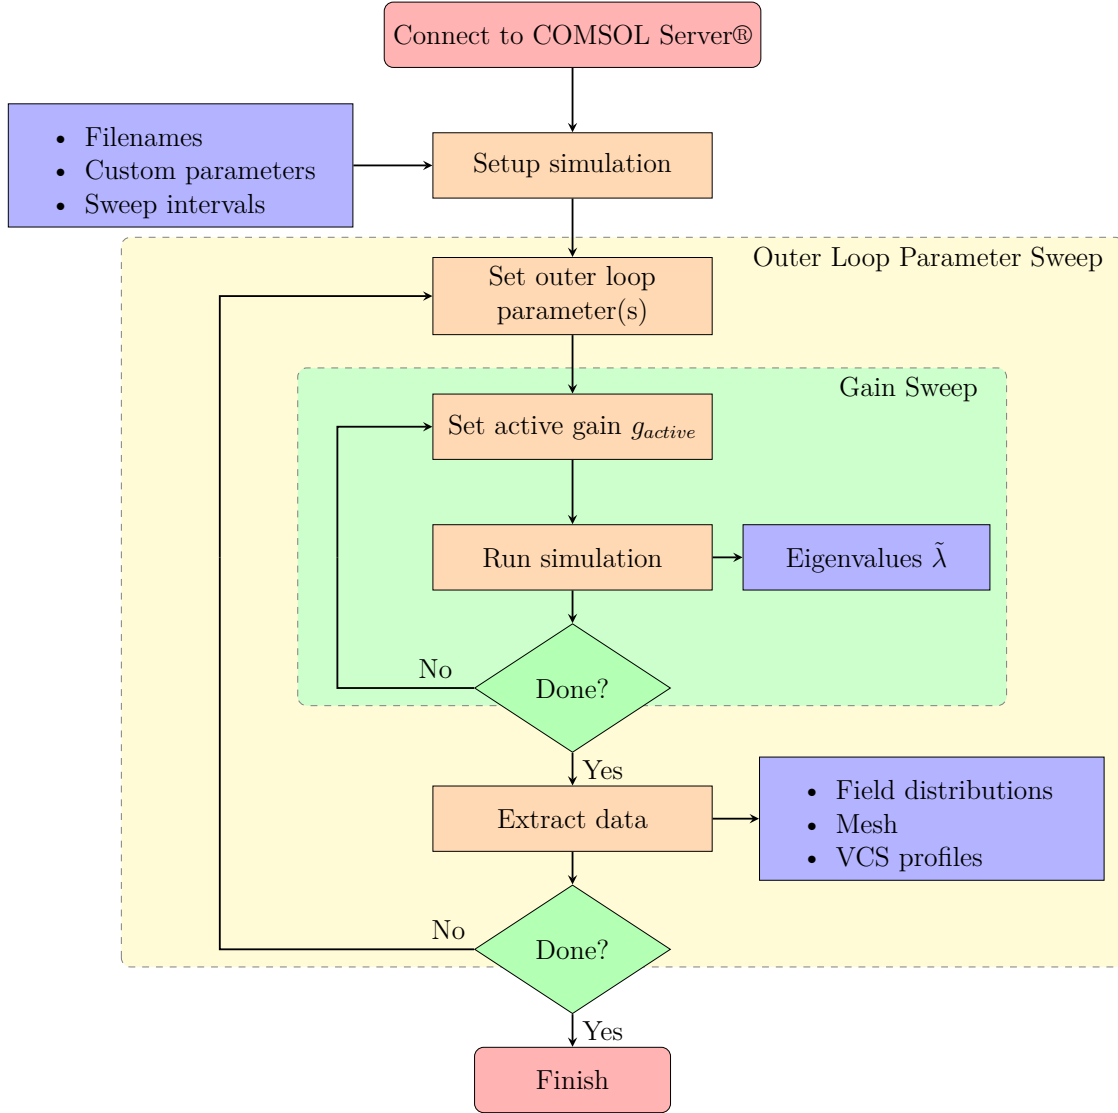 Connect to COMSOL Server®
• Filenames
• Custom parameters
• Sweep intervals
Setup simulation
Outer Loop Parameter Sweep
Set outer loop
parameter(s)
Gain Sweep
Set active gain g_active
Run simulation
Eigenvalues λ̃
No
Done?
Yes
Extract data
• Field distributions
• Mesh
• VCS profiles
No
Done?
Yes
Finish